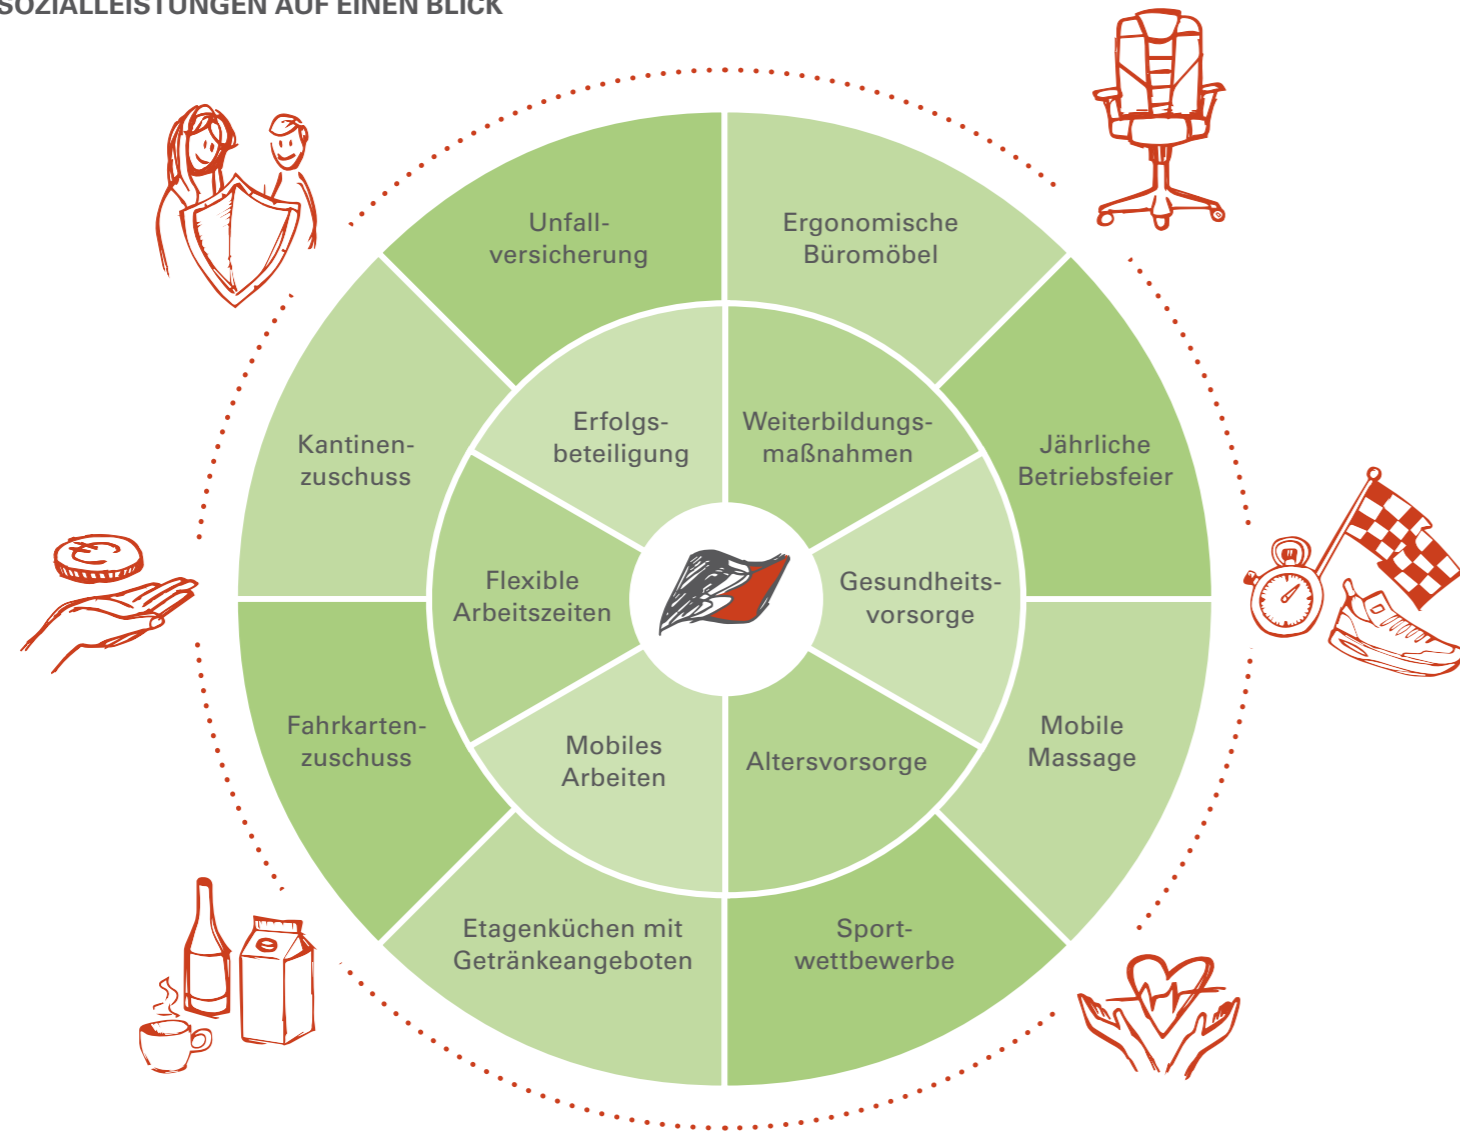 SOZIALLEISTUNGEN AUF EINEN BLICK
Unfall-
versicherung
Ergonomische
Büromöbel
Kantinen-
zuschuss
Erfolgs-
beteiligung
Weiterbildungs-
maßnahmen
Jährliche
Betriebsfeier
Flexible
Arbeitszeiten
Gesundheits-
vorsorge
Fahrkarten-
zuschuss
Mobiles
Arbeiten
Altersvorsorge
Mobile
Massage
Etagenküchen mit
Getränkeangeboten
Sport-
wettbewerbe